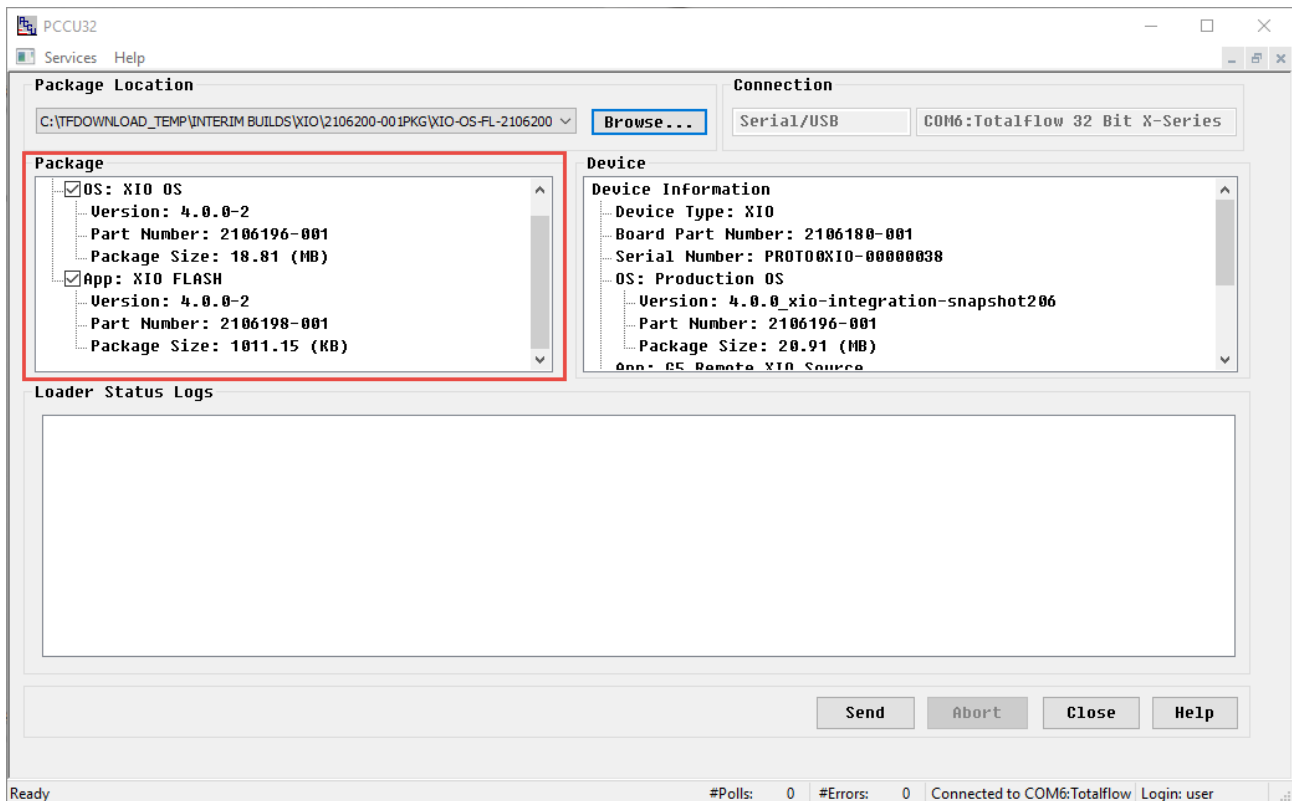 PCCU32
Services Help
Package Location
C:\TFDOWNLOAD_TEMP\INTERIM BUILDS\XIO\2106200-001PKG\XIO-OS-FL-2106200
Browse...
Connection
Serial/USB
COM6:Totalflow 32 Bit X-Series
Package
OS: XIO OS
Version: 4.0.0-2
Part Number: 2106196-001
Package Size: 18.81 (MB)
App: XIO FLASH
Version: 4.0.0-2
Part Number: 2106198-001
Package Size: 1011.15 (KB)
Device
Device Information
Device Type: XIO
Board Part Number: 2106180-001
Serial Number: PROTO0XIO-00000038
OS: Production OS
Version: 4.0.0_xio-integration-snapshot206
Part Number: 2106196-001
Package Size: 20.91 (MB)
App: G5 Remote XIO Source
Loader Status Logs
Send Abort Close Help
Ready #Polls: 0 #Errors: 0 Connected to COM6:Totalflow Login: user